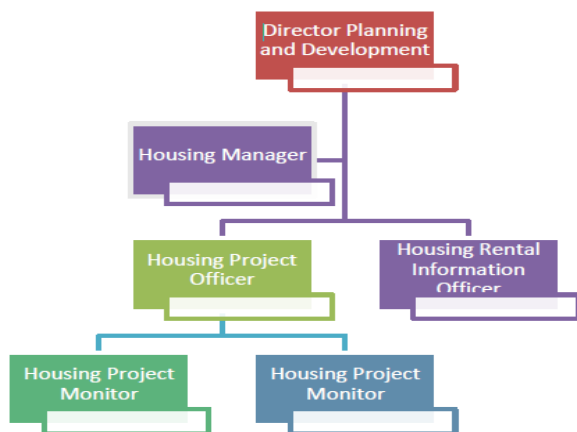 Director Planning
and Development
Housing Manager
Housing Project
Officer
Housing Rental
Information
Officer
Housing Project
Monitor
Housing Project
Monitor